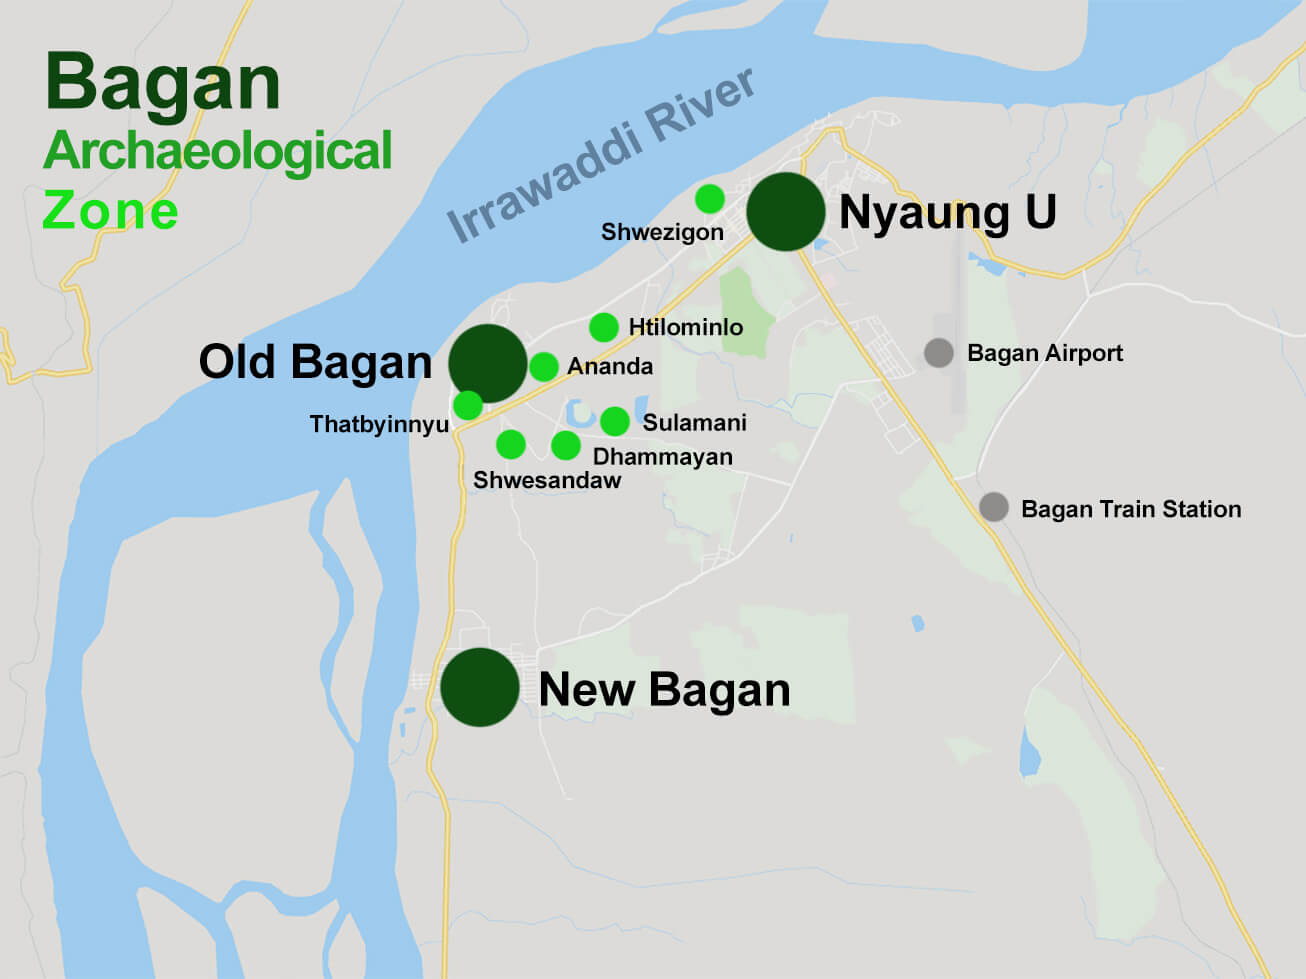 Bagan
Archaeological
Zone
Irrawaddi River
Shwezigon
Nyaung U
Htilominlo
Old Bagan
Ananda
Bagan Airport
Thatbyinnyu
Sulamani
Dhammayan
Shwesandaw
Bagan Train Station
New Bagan